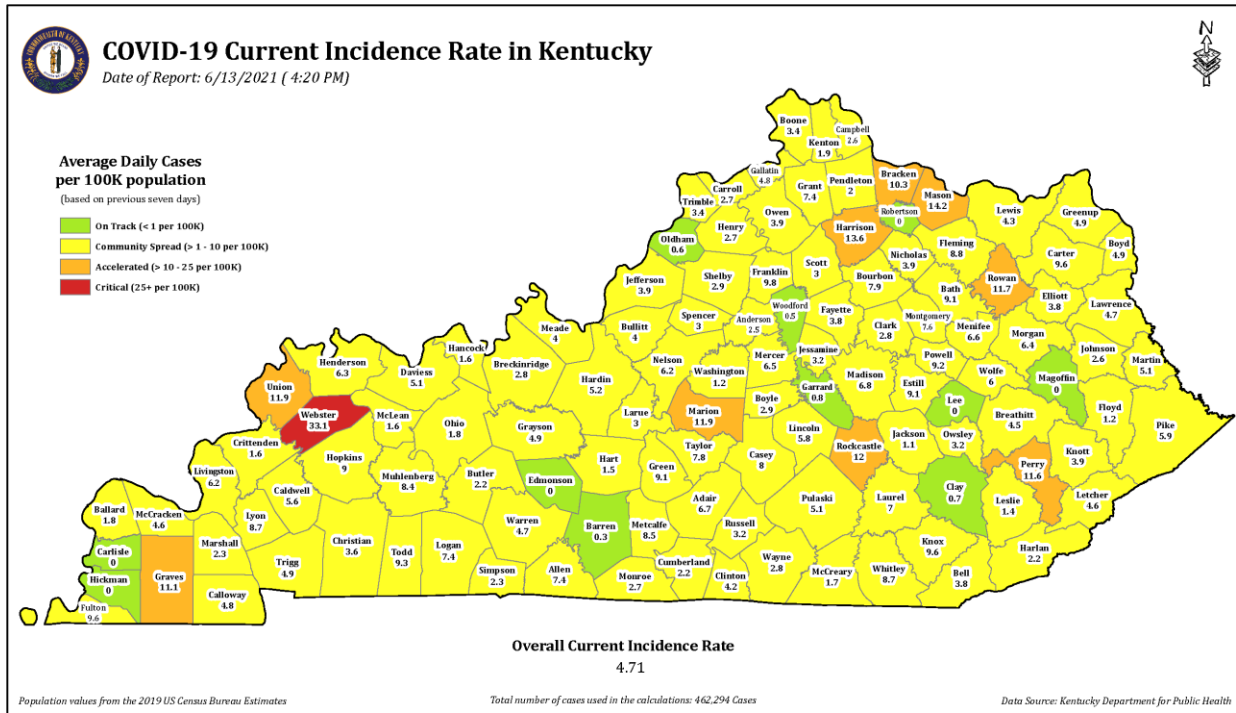 COVID-19 Current Incidence Rate in Kentucky
Date of Report: 6/13/2021 ( 4:20 PM)
N
Average Daily Cases
per 100K population
(based on previous seven days)
On Track (< 1 per 100K)
Community Spread (> 1 - 10 per 100K)
Accelerated (> 10 - 25 per 100K)
Critical (25+ per 100K)
Boone
3.4
Kenton
1.9
Campbell
2.6
Gallatin
4.8
Carroll
2.7
Trimble
3.4
Grant
7.4
Pendleton
2
Bracken
10.3
Mason
14.2
Robertson
0
Lewis
4.3
Greenup
4.9
Boyd
4.9
Owen
3.9
Henry
2.7
Oldham
0.6
Harrison
13.6
Fleming
8.8
Carter
9.6
Nicholas
3.9
Rowan
11.7
Elliott
3.8
Lawrence
4.7
Jefferson
3.9
Shelby
2.9
Franklin
9.8
Scott
3
Bourbon
7.9
Bath
9.1
Spencer
3
Anderson
2.5
Woodford
0.5
Fayette
3.8
Clark
2.8
Montgomery
7.6
Menifee
6.6
Morgan
6.4
Johnson
2.6
Martin
5.1
Meade
4
Bullitt
4
Hancock
1.6
Breckinridge
2.8
Nelson
6.2
Washington
1.2
Mercer
6.5
Jessamine
3.2
Madison
6.8
Powell
9.2
Estill
9.1
Wolfe
6
Magoffin
0
Floyd
1.2
Pike
5.9
Henderson
6.3
Daviess
5.1
Union
11.9
Webster
33.1
McLean
1.6
Ohio
1.8
Hardin
5.2
Larue
3
Marion
11.9
Boyle
2.9
Garrard
0.8
Lee
0
Breathitt
4.5
Crittenden
1.6
Hopkins
9
Muhlenberg
8.4
Butler
2.2
Grayson
4.9
Edmonson
0
Hart
1.5
Green
9.1
Taylor
7.8
Casey
8
Lincoln
5.8
Rockcastle
12
Jackson
1.1
Owsley
3.2
Perry
11.6
Knott
3.9
Letcher
4.6
Livingston
6.2
Caldwell
5.6
Lyon
8.7
Ballard
1.8
McCracken
4.6
Carlisle
0
Hickman
0
Fulton
9.6
Graves
11.1
Marshall
2.3
Calloway
4.8
Trigg
4.9
Christian
3.6
Todd
9.3
Logan
7.4
Simpson
2.3
Warren
4.7
Allen
7.4
Barren
0.3
Metcalfe
8.5
Monroe
2.7
Adair
6.7
Cumberland
2.2
Russell
3.2
Clinton
4.2
Pulaski
5.1
Wayne
2.8
McCreary
1.7
Laurel
7
Whitley
8.7
Knox
9.6
Clay
0.7
Leslie
1.4
Bell
3.8
Harlan
2.2
Overall Current Incidence Rate
4.71
Population values from the 2019 US Census Bureau Estimates
Total number of cases used in the calculations: 462,294 Cases
Data Source: Kentucky Department for Public Health